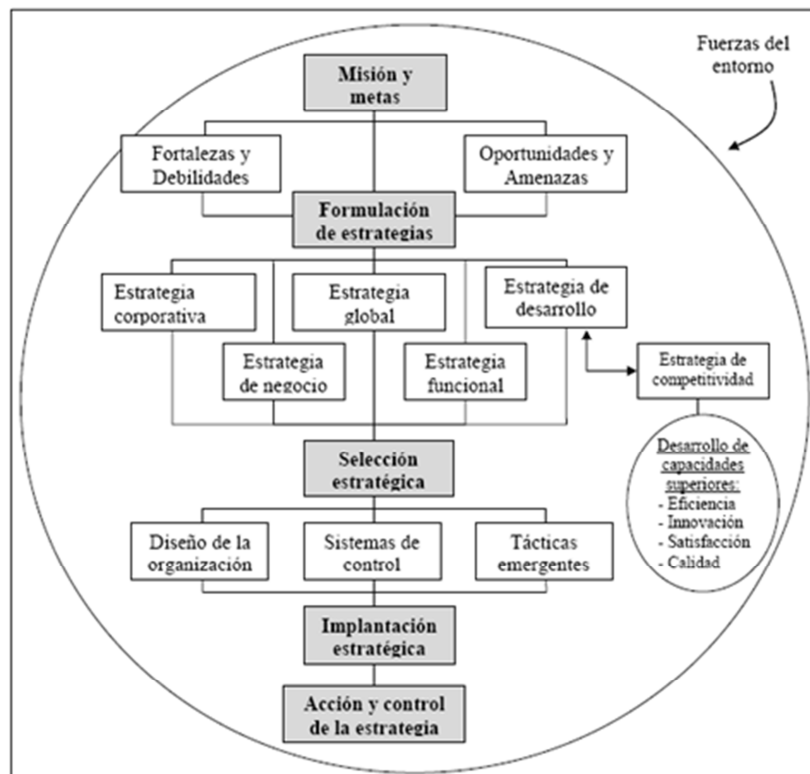 Fuerzas del
entorno
Misión y
metas
Fortalezas y
Debilidades
Oportunidades y
Amenazas
Formulación
de estrategias
Estrategia
corporativa
Estrategia
global
Estrategia de
desarrollo
Estrategia
de negocio
Estrategia
funcional
Estrategia de
competitividad
Desarrollo de
capacidades
superiores:
- Eficiencia
- Innovación
- Satisfacción
- Calidad
Selección
estratégica
Diseño de la
organización
Sistemas de
control
Tácticas
emergentes
Implantación
estratégica
Acción y control
de la estrategia